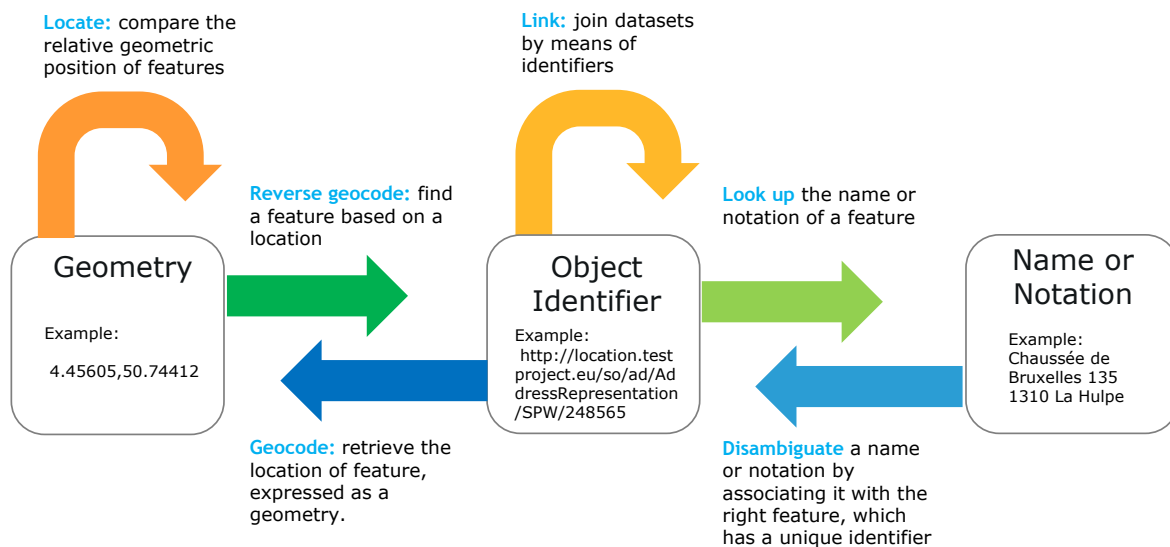 Locate: compare the
relative geometric
position of features
Link: join datasets
by means of
identifiers
Reverse geocode: find
a feature based on a
location
Look up the name or
notation of a feature
Geometry
Example:
4.45605,50.74412
Object
Identifier
Example:
http://location.test
project.eu/so/ad/Ad
dressRepresentation
/SPW/248565
Name or
Notation
Example:
Chaussée de
Bruxelles 135
1310 La Hulpe
Geocode: retrieve the
location of feature,
expressed as a
geometry.
Disambiguate a name
or notation by
associating it with the
right feature, which
has a unique identifier